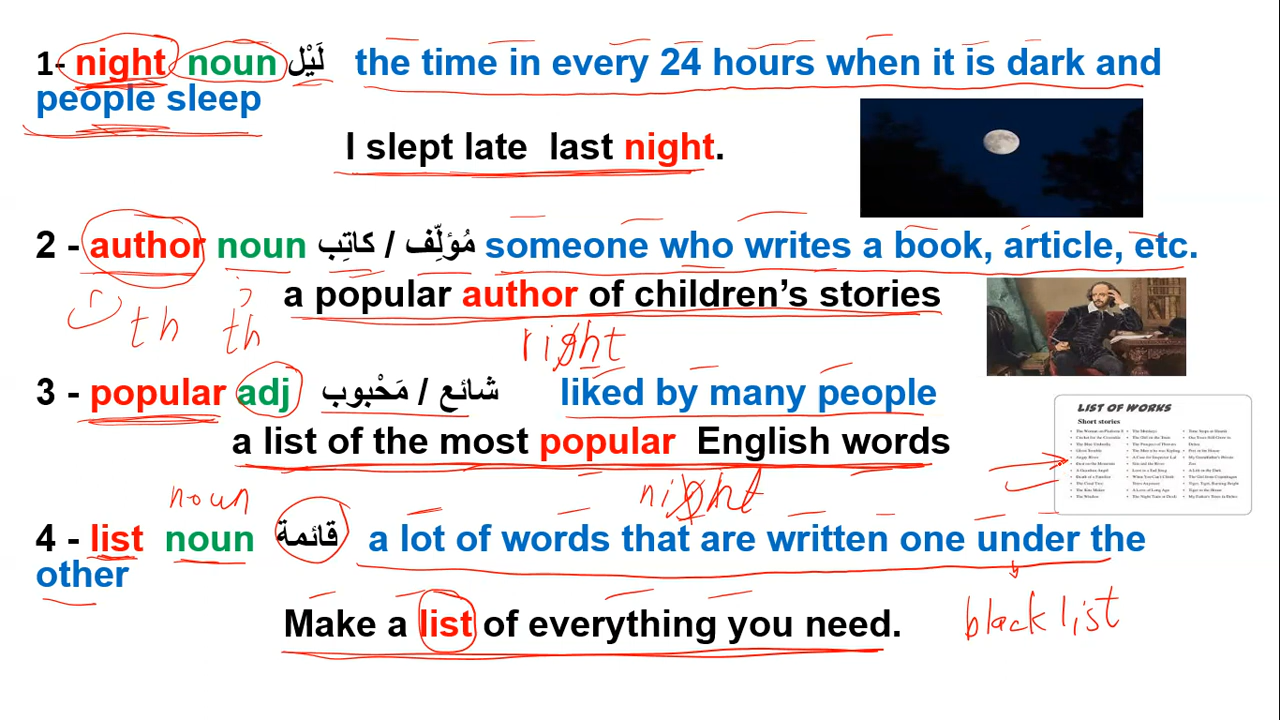 1- night noun لَيْل the time in every 24 hours when it is dark and
people sleep
I slept late last night.
2 - author noun مُؤلِّف / كاتِب someone who writes a book, article, etc.
th th
a popular author of children's stories
right
3 - popular adj شائع / مَحْبوب liked by many people
LIST OF WORKS
Short stories
a list of the most popular English words
noun night
4 - list noun قائمة a lot of words that are written one under the
other
black list
Make a list of everything you need.